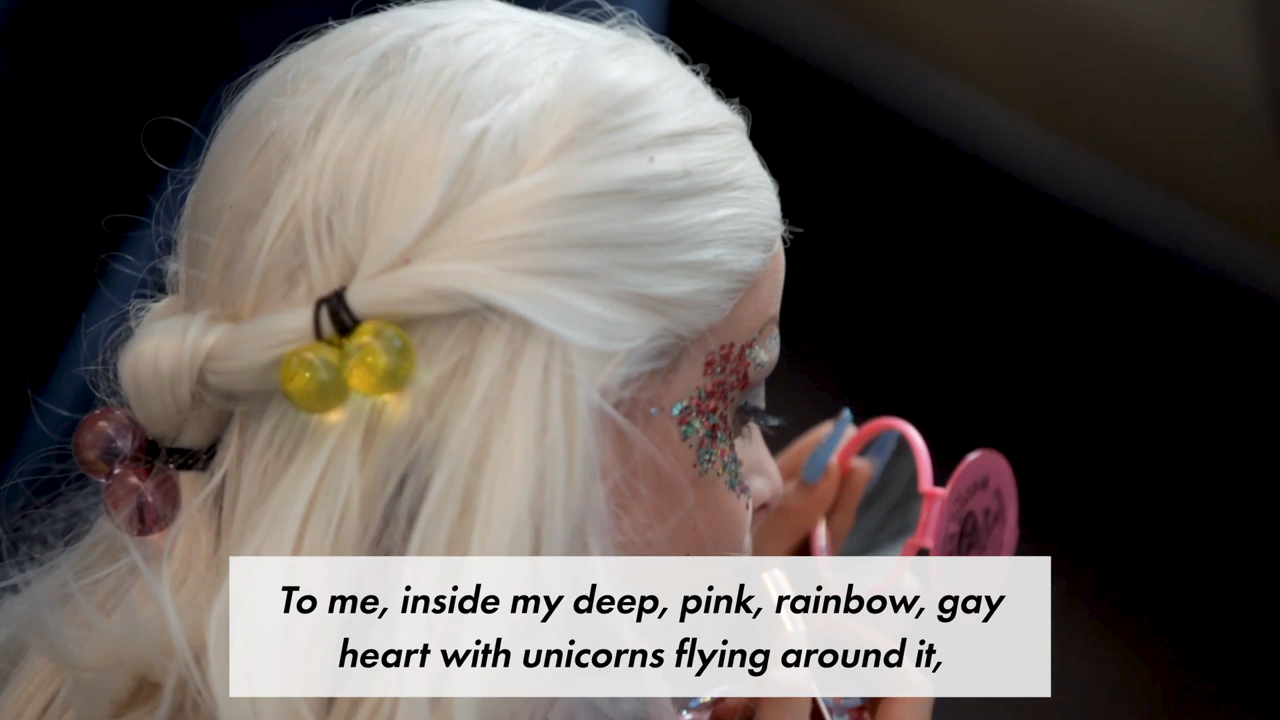 To me, inside my deep, pink, rainbow, gay
heart with unicorns flying around it,